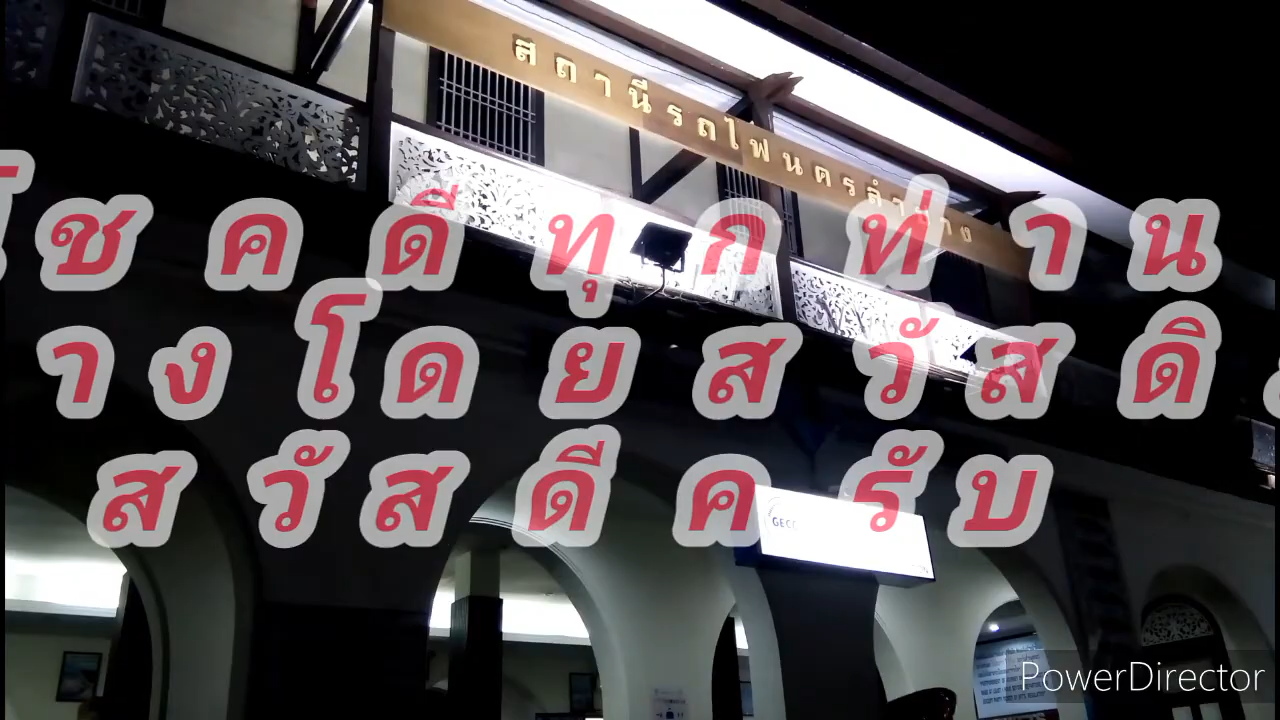 สถานีรถไฟนครลำปาง
โชคดีทุกท่าน
างโดยสวัสดิ
สวัสดีครับ
GECC
PowerDirector